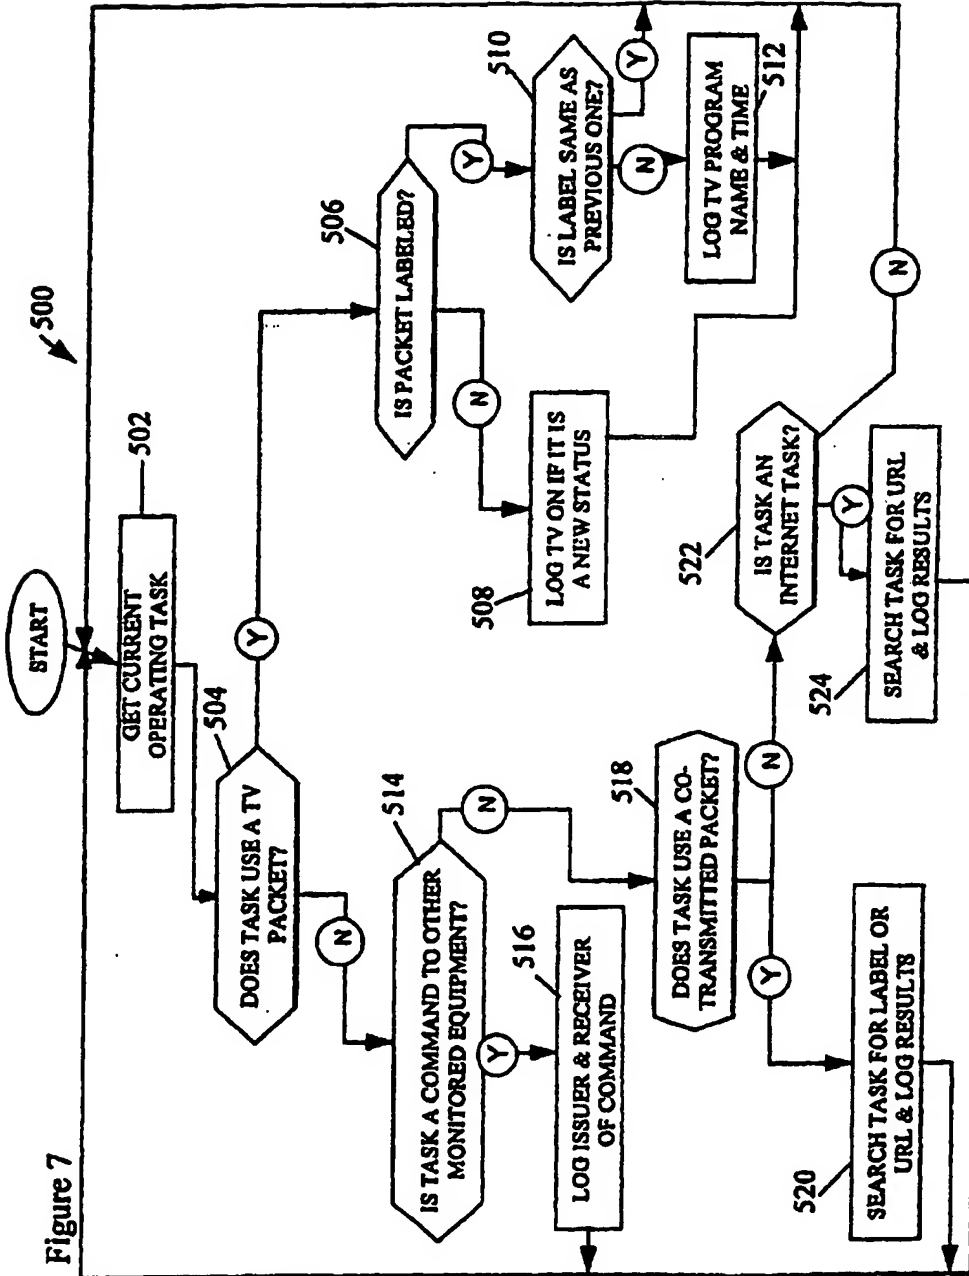 Figure 7
500
START
GET CURRENT
OPERATING TASK
502
504
DOES TASK USE A TV
PACKET?
Y
N
506
IS PACKET LABELED?
Y
N
510
IS LABEL SAME AS
PREVIOUS ONE?
Y
N
LOG TV PROGRAM
NAME & TIME
512
508
LOG TV ON IF IT IS
A NEW STATUS
514
IS TASK A COMMAND TO OTHER
MONITORED EQUIPMENT?
N
Y
516
LOG ISSUER & RECEIVER
OF COMMAND
518
DOES TASK USE A CO-
TRANSMITTED PACKET?
Y
N
520
SEARCH TASK FOR LABEL OR
URL & LOG RESULTS
522
IS TASK AN
INTERNET TASK?
Y
N
524
SEARCH TASK FOR URL
& LOG RESULTS